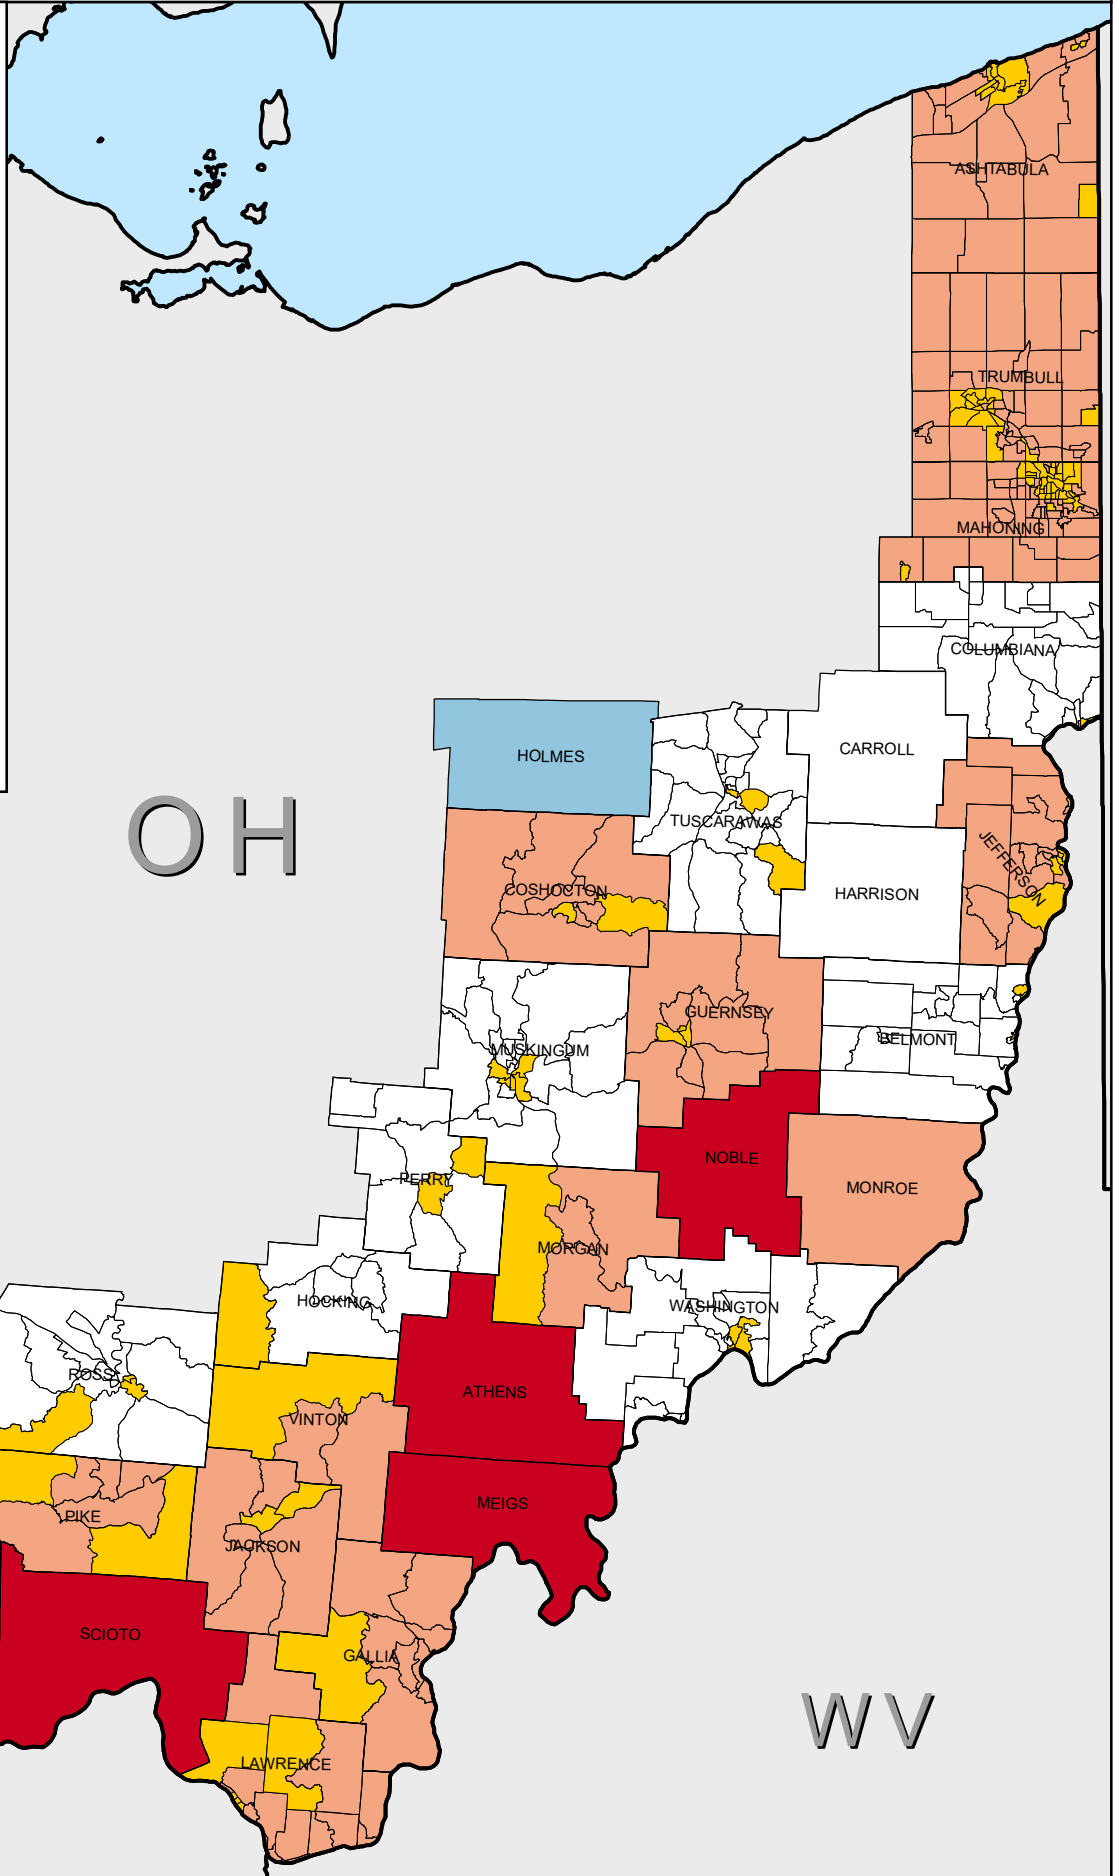 ASHTABULA
TRUMBULL
MAHONING
COLUMBIANA
CARROLL
HOLMES
TUSCARAWAS
OH
JEFFERSON
COSHOCTON
HARRISON
GUERNSEY
BELMONT
MUSKINGUM
NOBLE
PERRY
MONROE
MORGAN
HOCKING
WASHINGTON
ROSS
ATHENS
VINTON
MEIGS
PIKE
JACKSON
SCIOTO
GALLIA
WV
LAWRENCE